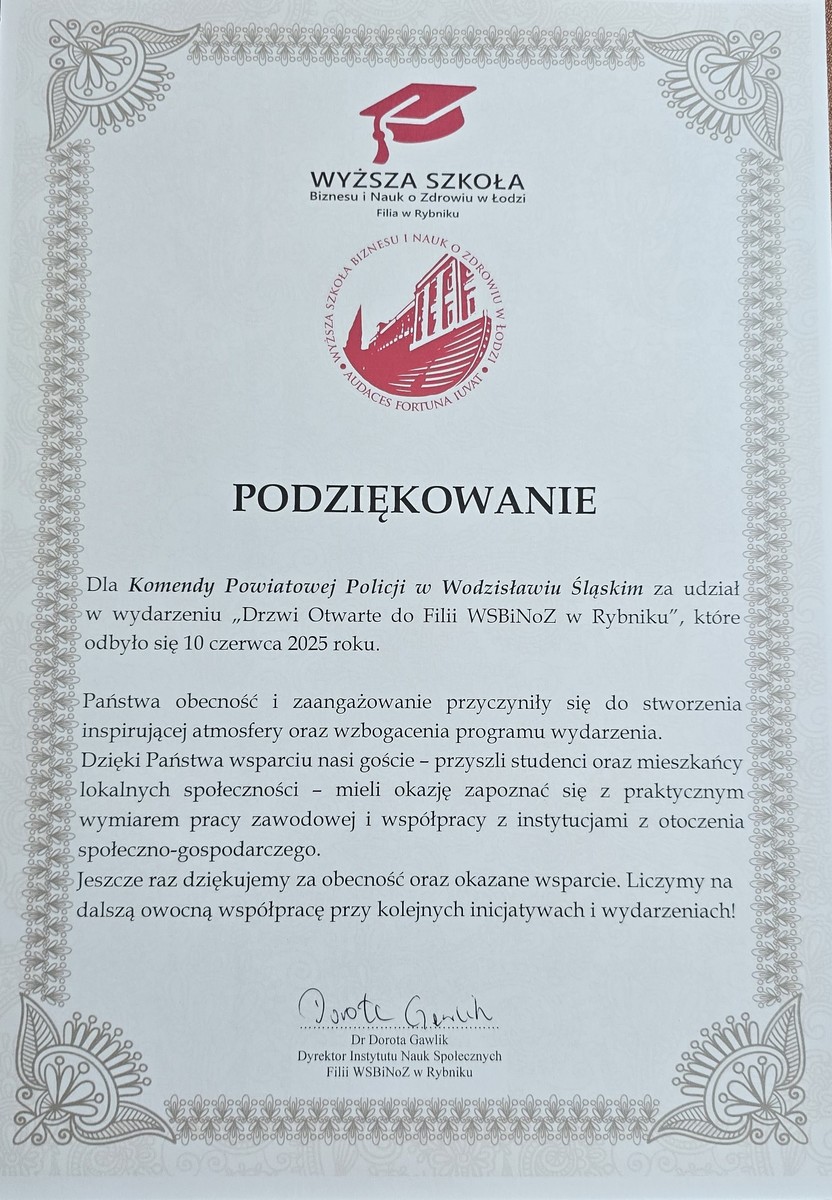 WYŻSZA SZKOŁA
Biznesu i Nauk o Zdrowiu w Łodzi
Filia w Rybniku
WYŻSZA SZKOŁA BIZNESU I NAUK O ZDROWIU W ŁODZI
• AUDACES FORTUNA IUVAT •
PODZIĘKOWANIE
Dla Komendy Powiatowej Policji w Wodzisławiu Śląskim za udział
w wydarzeniu „Drzwi Otwarte do Filii WSBiNoZ w Rybniku”, które
odbyło się 10 czerwca 2025 roku.
Państwa obecność i zaangażowanie przyczyniły się do stworzenia
inspirującej atmosfery oraz wzbogacenia programu wydarzenia.
Dzięki Państwa wsparciu nasi goście – przyszli studenci oraz mieszkańcy
lokalnych społeczności – mieli okazję zapoznać się z praktycznym
wymiarem pracy zawodowej i współpracy z instytucjami z otoczenia
społeczno-gospodarczego.
Jeszcze raz dziękujemy za obecność oraz okazane wsparcie. Liczymy na
dalszą owocną współpracę przy kolejnych inicjatywach i wydarzeniach!
Dorota Gawlik
Dr Dorota Gawlik
Dyrektor Instytutu Nauk Społecznych
Filii WSBiNoZ w Rybniku